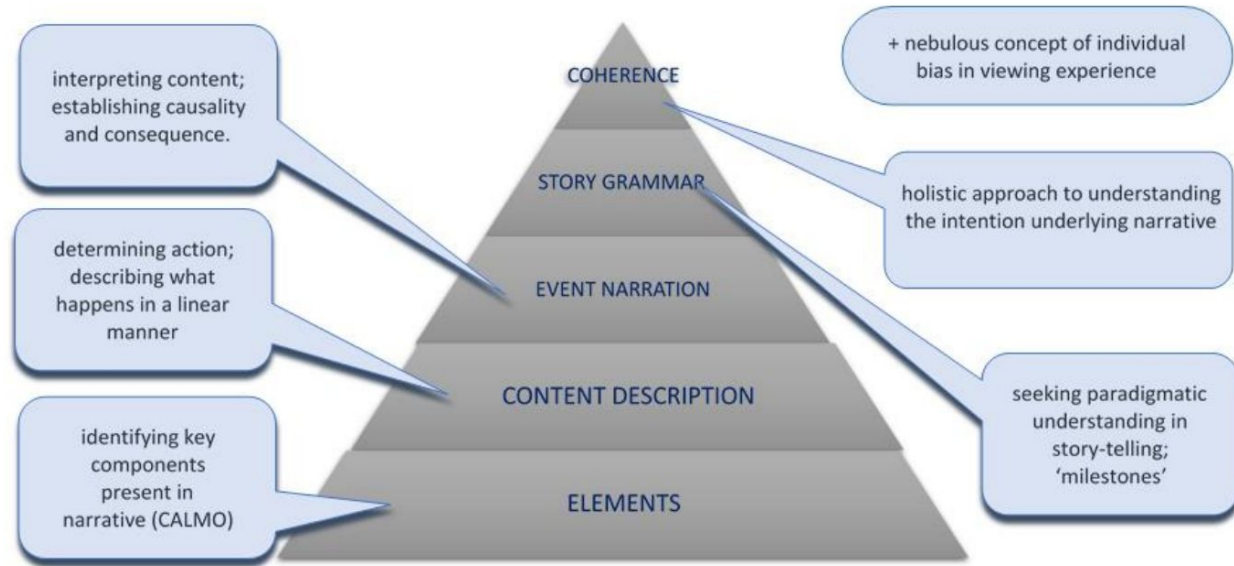 interpreting content;
establishing causality
and consequence.
determining action;
describing what
happens in a linear
manner
identifying key
components
present in
narrative (CALMO)
COHERENCE
STORY GRAMMAR
EVENT NARRATION
CONTENT DESCRIPTION
ELEMENTS
+ nebulous concept of individual
bias in viewing experience
holistic approach to understanding
the intention underlying narrative
seeking paradigmatic
understanding in
story-telling;
‘milestones’